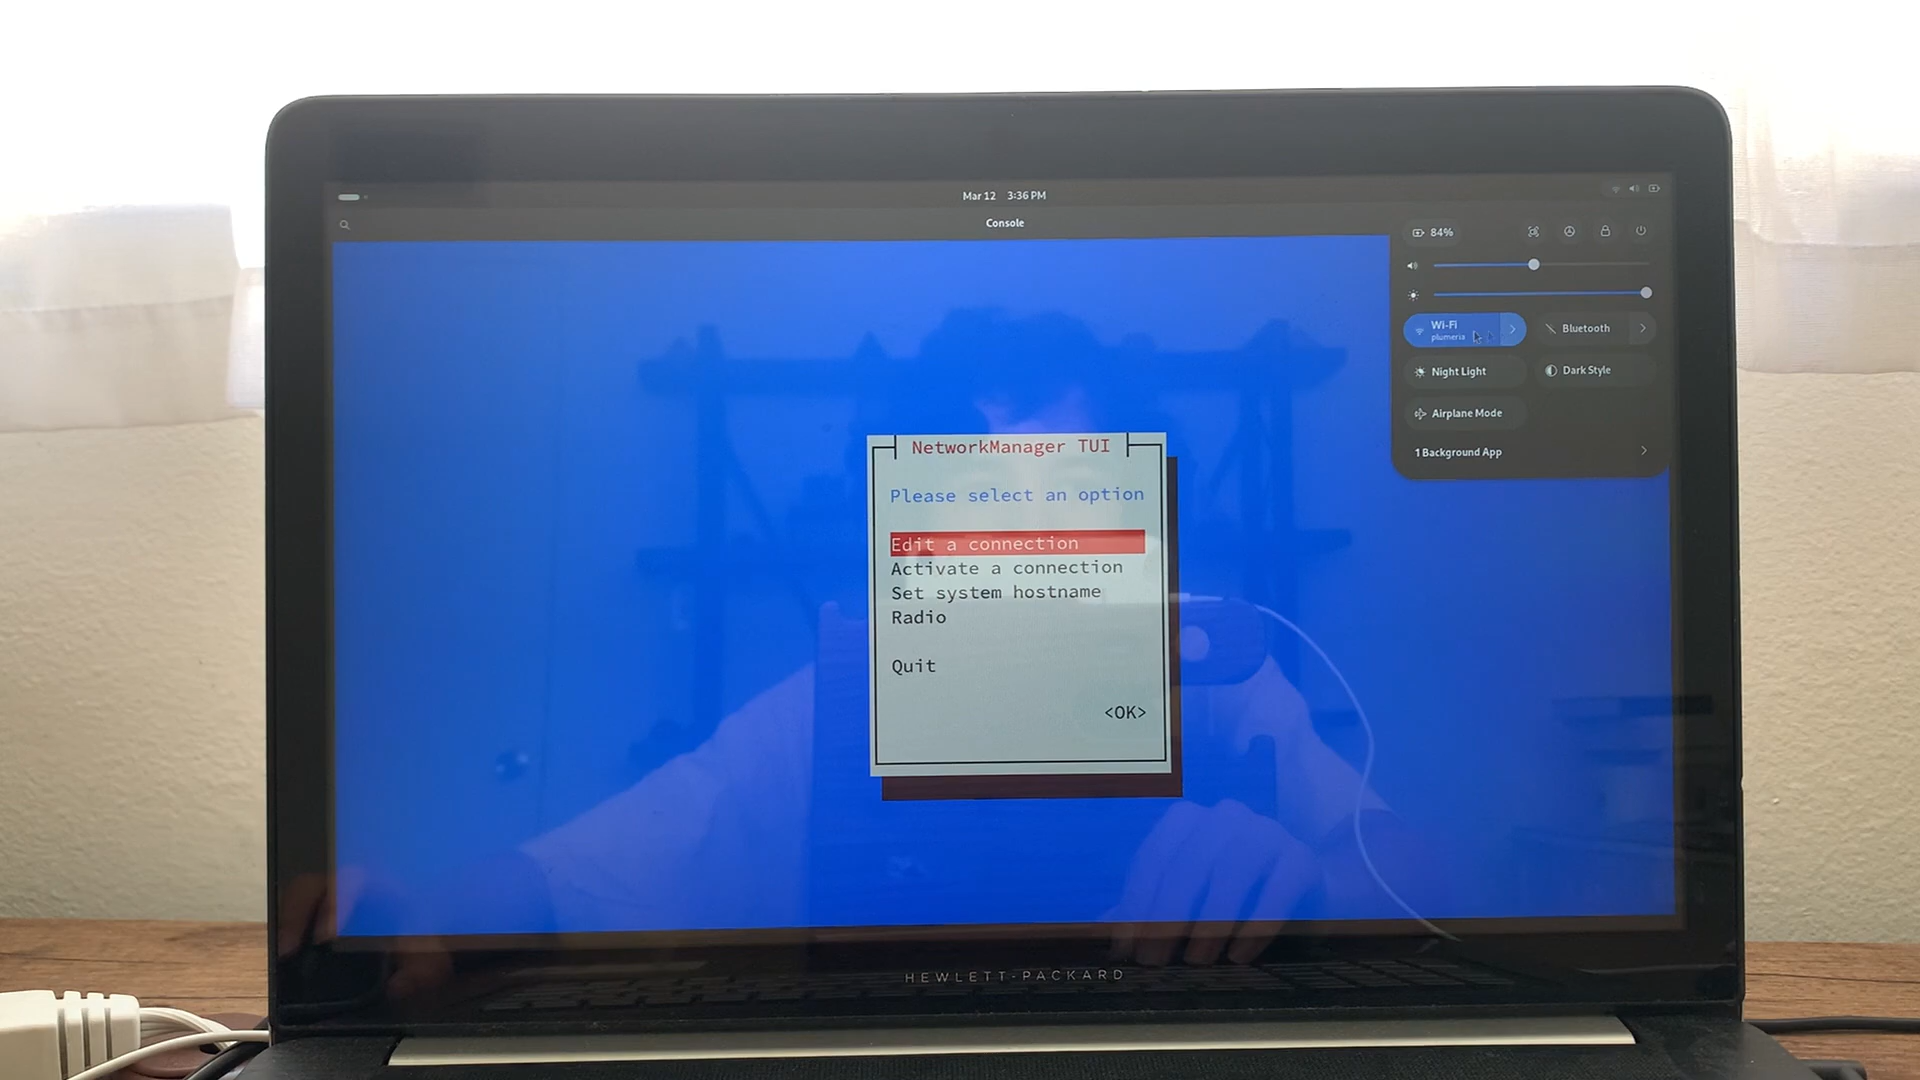 Mar 12 3:36 PM
Console
84%
Wi-Fi
plumeria
Bluetooth
Night Light
Dark Style
Airplane Mode
1 Background App
NetworkManager TUI
Please select an option
Edit a connection
Activate a connection
Set system hostname
Radio
Quit
<OK>
HEWLETT-PACKARD